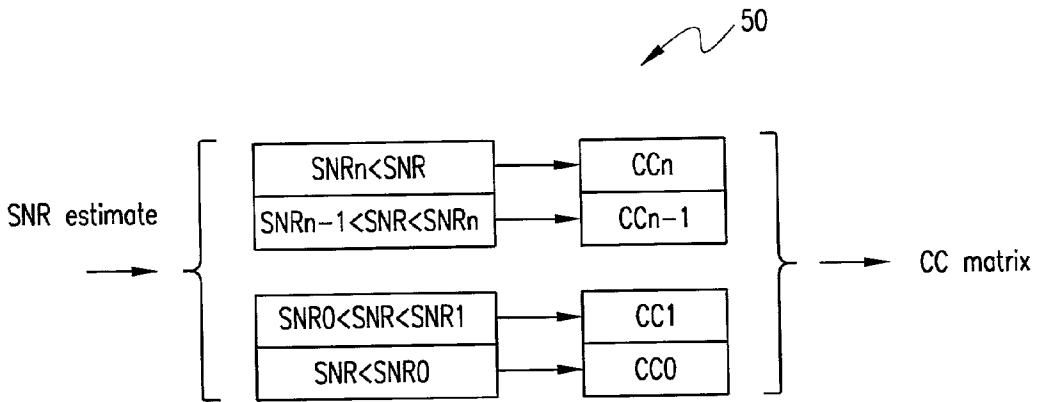 50
SNRn<SNR
CCn
SNR estimate
SNRn-1<SNR<SNRn
CCn-1
CC matrix
SNR0<SNR<SNR1
CC1
SNR<SNR0
CC0